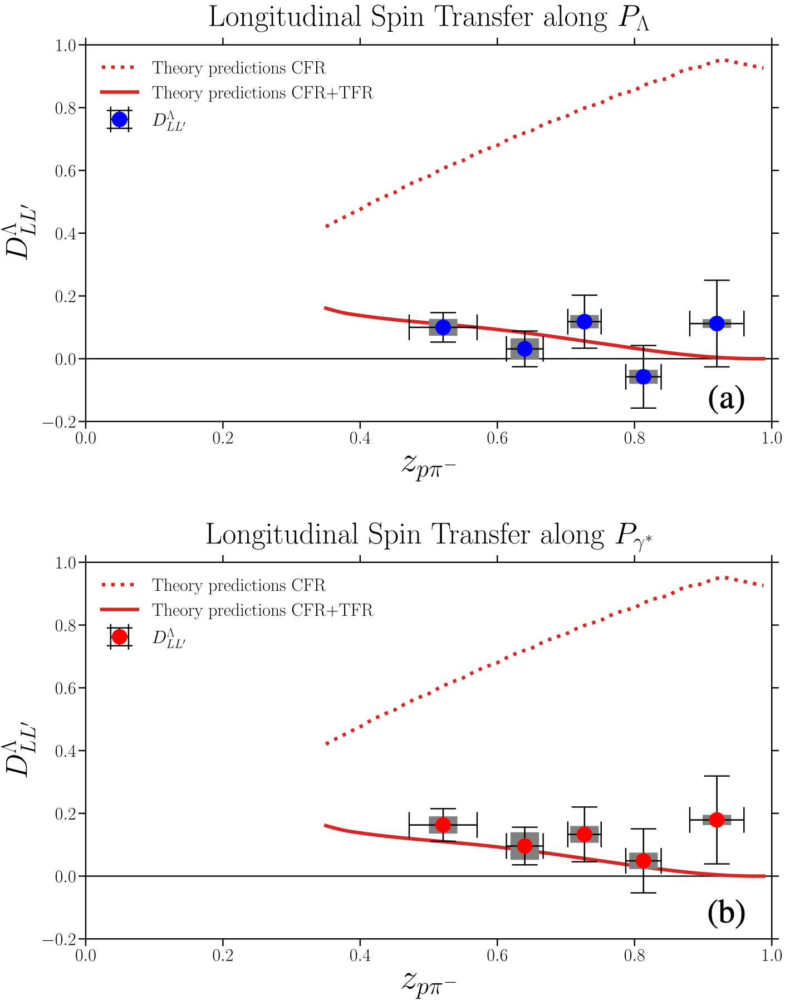 Longitudinal Spin Transfer along P_Λ
1.0
Theory predictions CFR
Theory predictions CFR+TFR
D^Λ_{LL′}
0.8
0.6
0.4
0.2
0.0
−0.2
D^Λ_{LL′}
(a)
0.0 0.2 0.4 0.6 0.8 1.0
z_{pπ⁻}
Longitudinal Spin Transfer along P_{γ*}
1.0
Theory predictions CFR
Theory predictions CFR+TFR
D^Λ_{LL′}
0.8
0.6
0.4
0.2
0.0
−0.2
D^Λ_{LL′}
(b)
0.0 0.2 0.4 0.6 0.8 1.0
z_{pπ⁻}